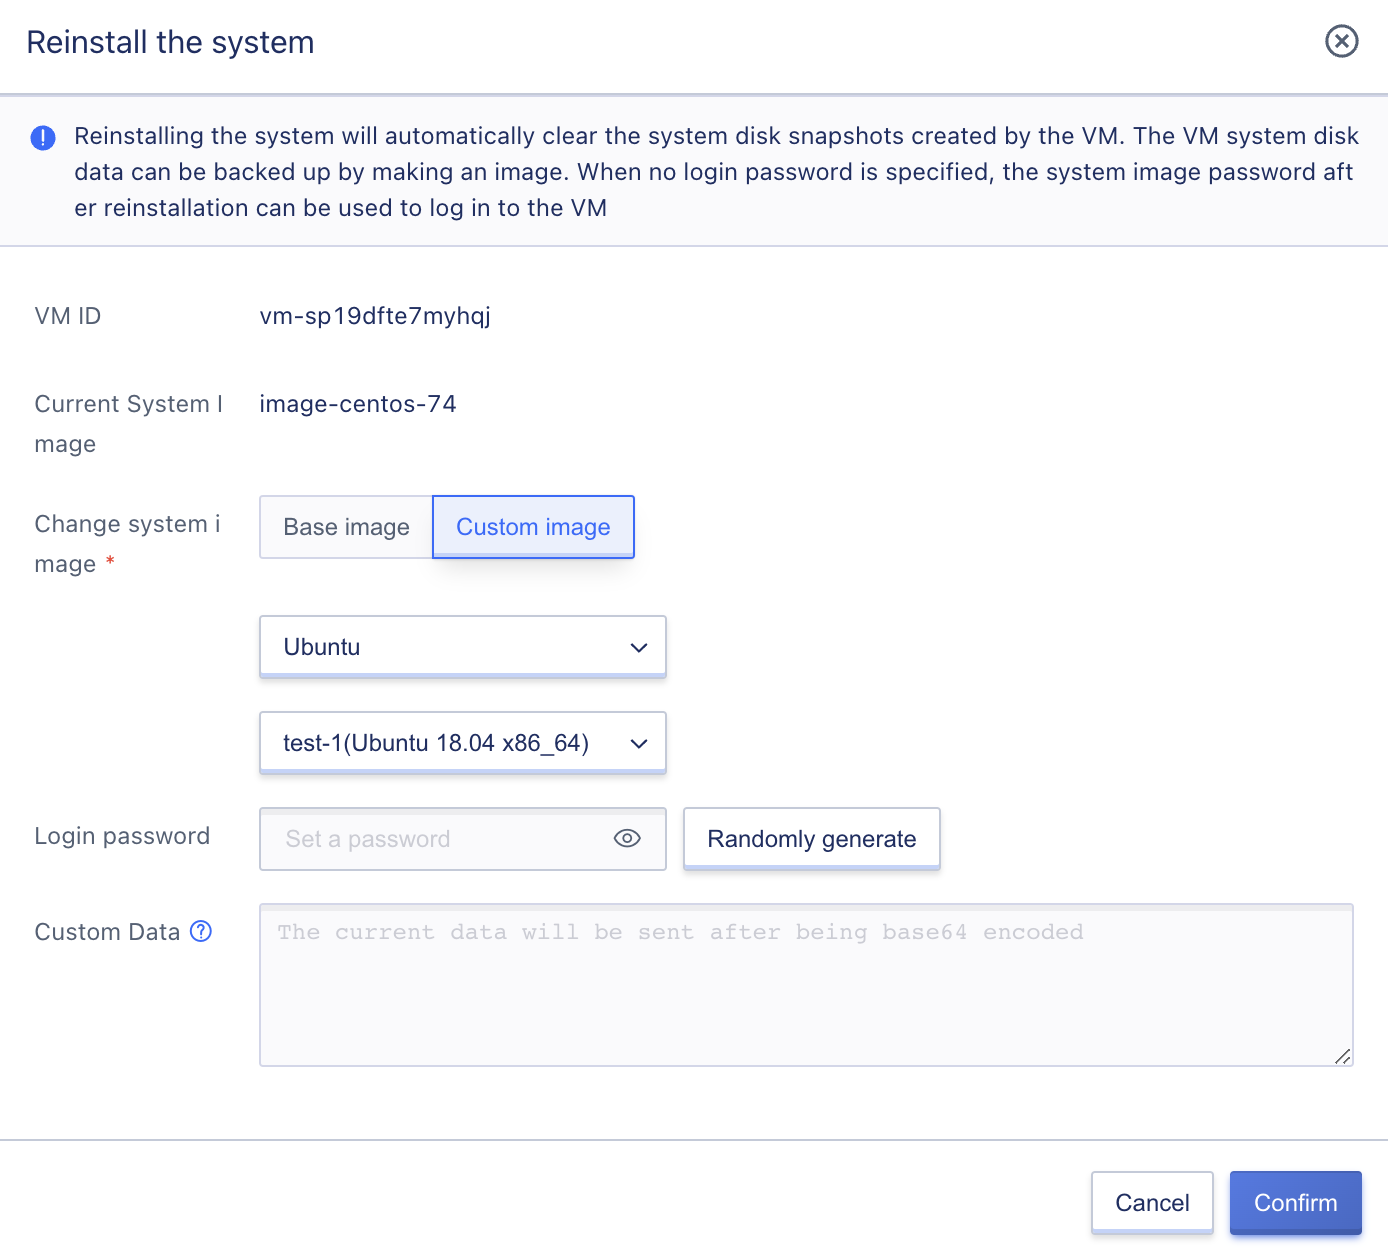 Reinstall the system
Reinstalling the system will automatically clear the system disk snapshots created by the VM. The VM system disk
data can be backed up by making an image. When no login password is specified, the system image password aft
er reinstallation can be used to log in to the VM
VM ID
vm-sp19dfte7myhqj
Current System I
mage
image-centos-74
Change system i
mage *
Base image
Custom image
Ubuntu
test-1(Ubuntu 18.04 x86_64)
Login password
Set a password
Randomly generate
Custom Data
The current data will be sent after being base64 encoded
Cancel
Confirm